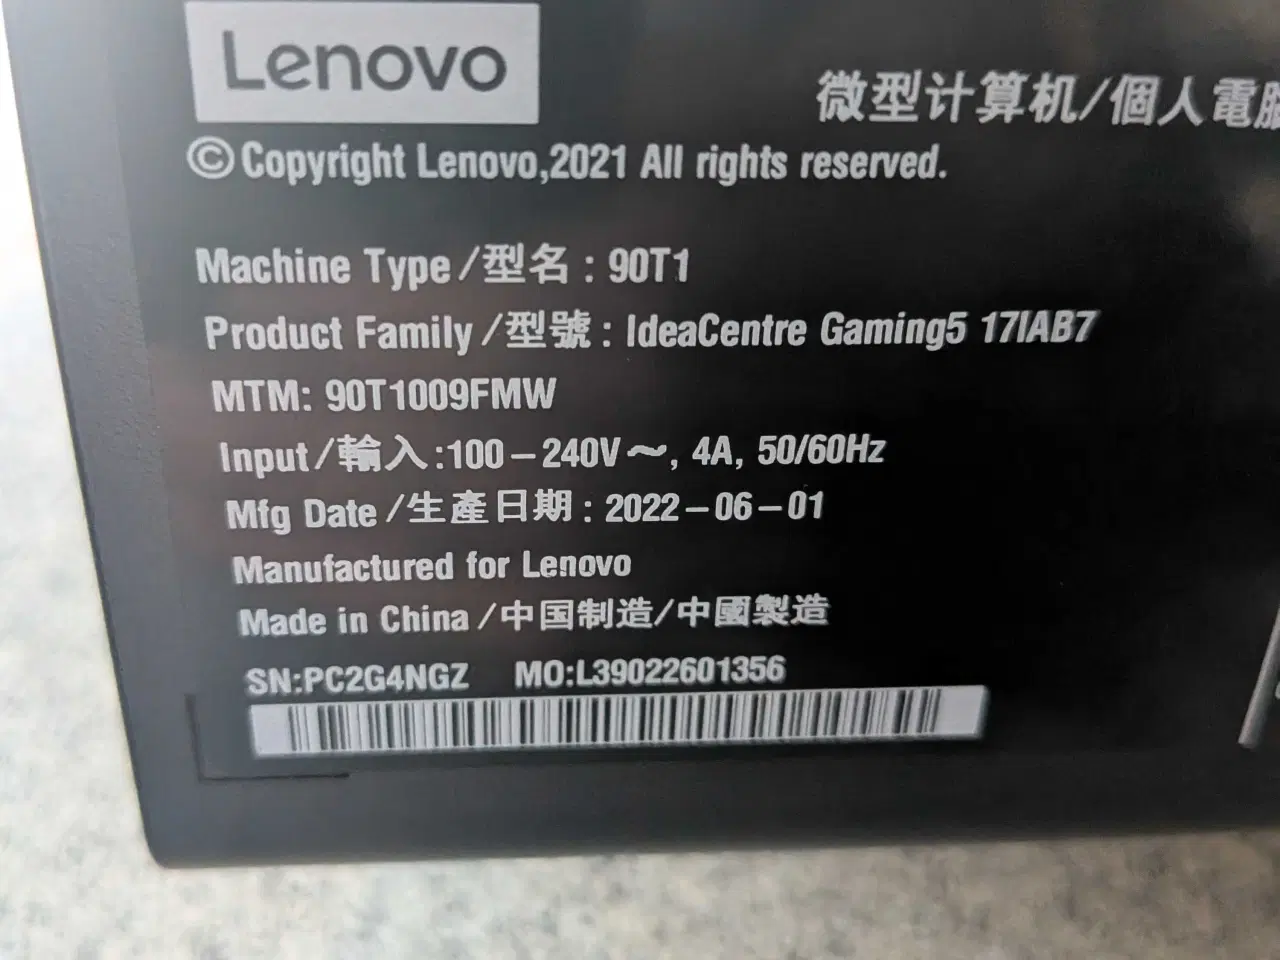 Lenovo
微型计算机/個人電腦
©Copyright Lenovo,2021 All rights reserved.
Machine Type/型名: 90T1
Product Family/型號: IdeaCentre Gaming5 17IAB7
MTM: 90T1009FMW
Input/輸入:100–240V～, 4A, 50/60Hz
Mfg Date/生產日期: 2022–06–01
Manufactured for Lenovo
Made in China/中国制造/中國製造
SN:PC2G4NGZ MO:L39022601356